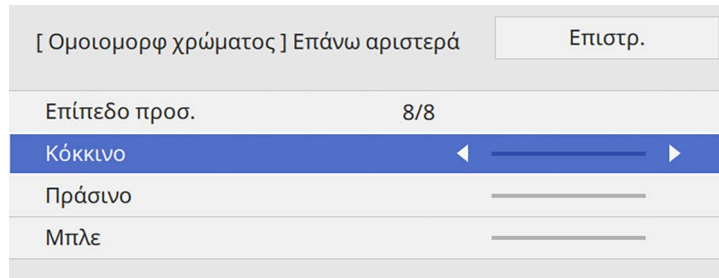 [ Ομοιομορφ χρώματος ] Επάνω αριστερά
Επιστρ.
Επίπεδο προσ. 8/8
Κόκκινο
Πράσινο
Μπλε